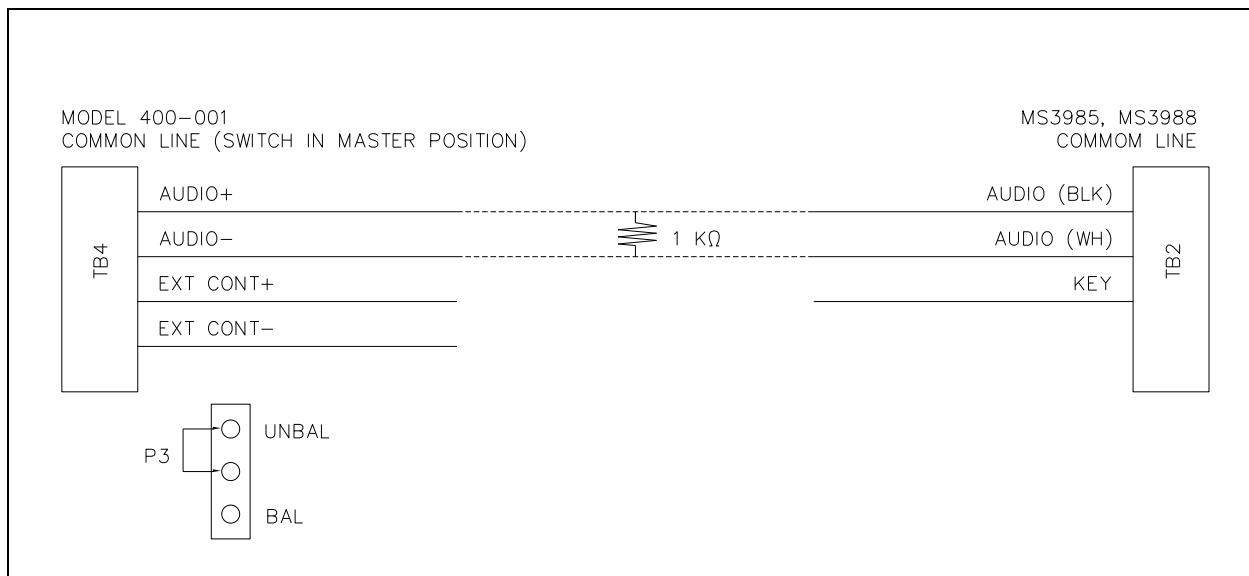 MODEL 400-001
COMMON LINE (SWITCH IN MASTER POSITION)
MS3985, MS3988
COMMOM LINE
AUDIO+
AUDIO (BLK)
AUDIO-
1 KΩ
AUDIO (WH)
TB4
TB2
EXT CONT+
KEY
EXT CONT-
UNBAL
P3
BAL